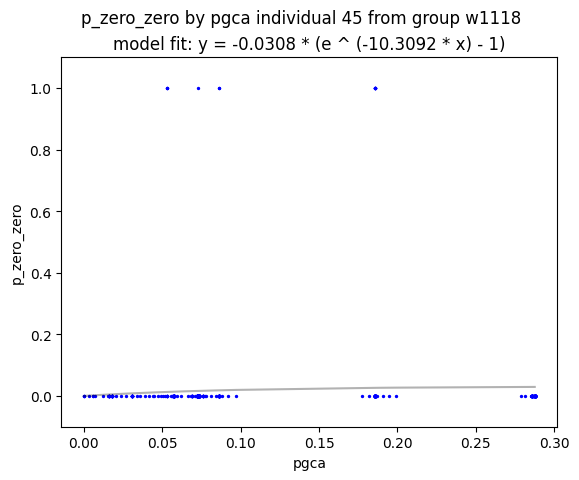 p_zero_zero by pgca individual 45 from group w1118
model fit: y = -0.0308 * (e ^ (-10.3092 * x) - 1)
1.0
0.8
0.6
0.4
0.2
0.0
p_zero_zero
0.00 0.05 0.10 0.15 0.20 0.25 0.30
pgca